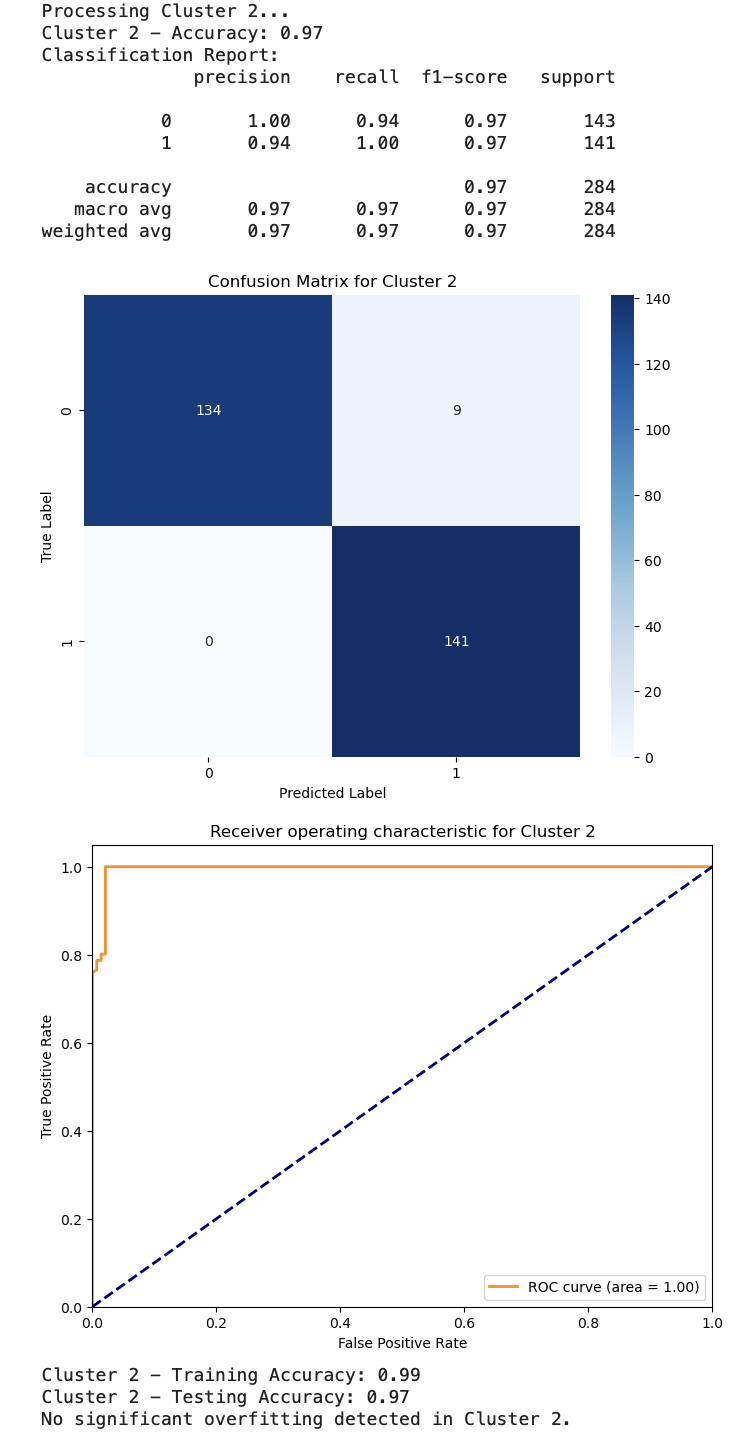 Processing Cluster 2...
Cluster 2 – Accuracy: 0.97
Classification Report:
precision recall f1–score support
0 1.00 0.94 0.97 143
1 0.94 1.00 0.97 141
accuracy 0.97 284
macro avg 0.97 0.97 0.97 284
weighted avg 0.97 0.97 0.97 284
Confusion Matrix for Cluster 2
134 9
0 141
0
1
True Label
0 1
Predicted Label
140
120
100
80
60
40
20
0
Receiver operating characteristic for Cluster 2
1.0
0.8
0.6
0.4
0.2
0.0
True Positive Rate
ROC curve (area = 1.00)
0.0 0.2 0.4 0.6 0.8 1.0
False Positive Rate
Cluster 2 – Training Accuracy: 0.99
Cluster 2 – Testing Accuracy: 0.97
No significant overfitting detected in Cluster 2.